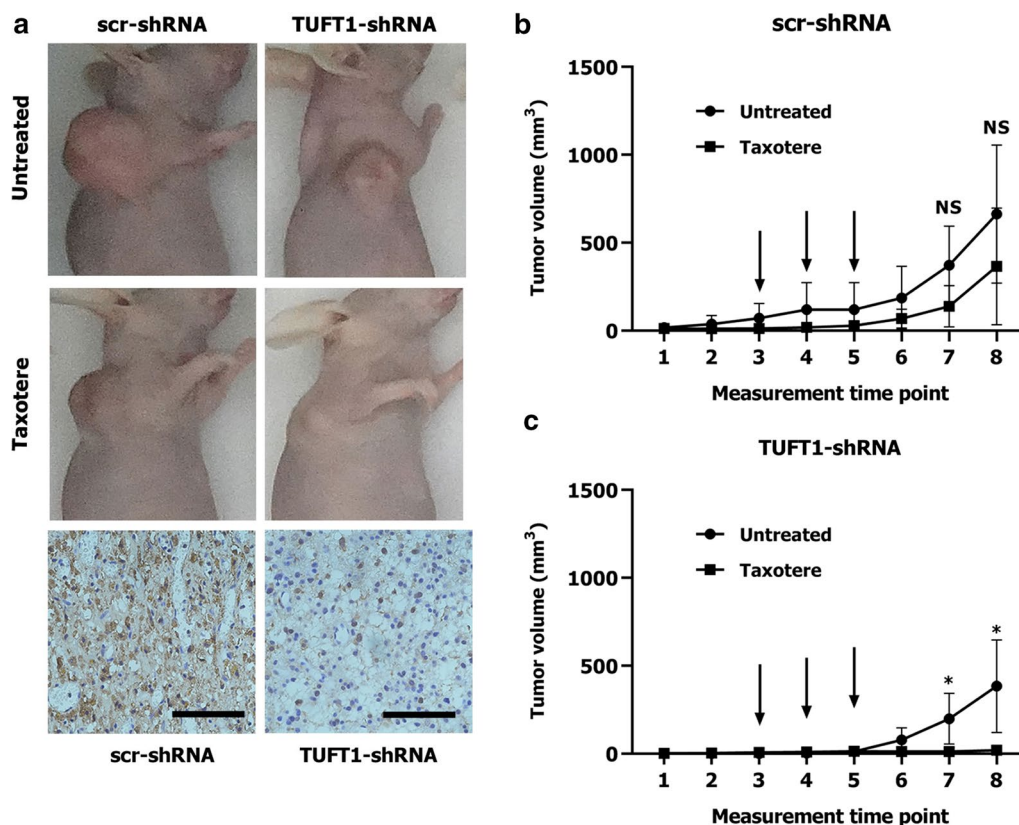 a
scr-shRNA
TUFT1-shRNA
Untreated
Taxotere
scr-shRNA
TUFT1-shRNA
b
scr-shRNA
1500
1000
500
0
Tumor volume (mm³)
Untreated
Taxotere
NS
NS
1 2 3 4 5 6 7 8
Measurement time point
c
TUFT1-shRNA
1500
1000
500
0
Tumor volume (mm³)
Untreated
Taxotere
*
*
1 2 3 4 5 6 7 8
Measurement time point